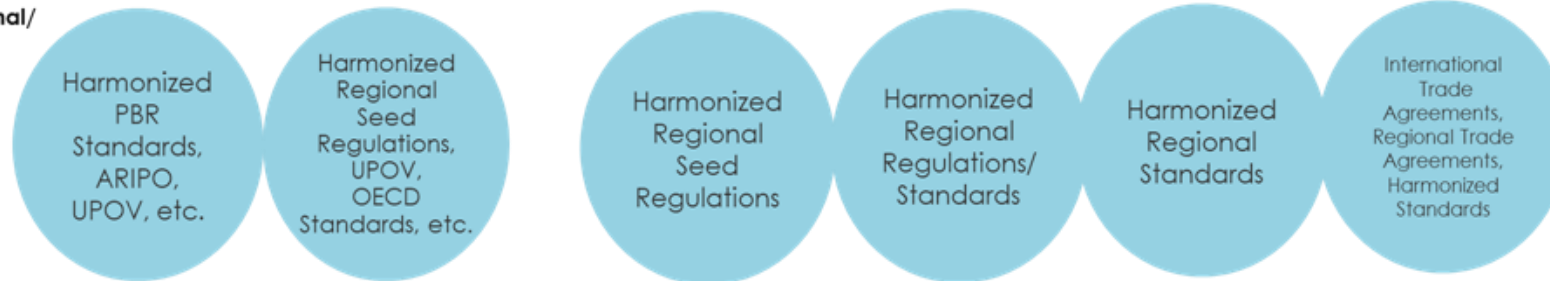 nal/
Harmonized
PBR
Standards,
ARIPO,
UPOV, etc.
Harmonized
Regional
Seed
Regulations,
UPOV,
OECD
Standards, etc.
Harmonized
Regional
Seed
Regulations
Harmonized
Regional
Regulations/
Standards
Harmonized
Regional
Standards
International
Trade
Agreements,
Regional Trade
Agreements,
Harmonized
Standards